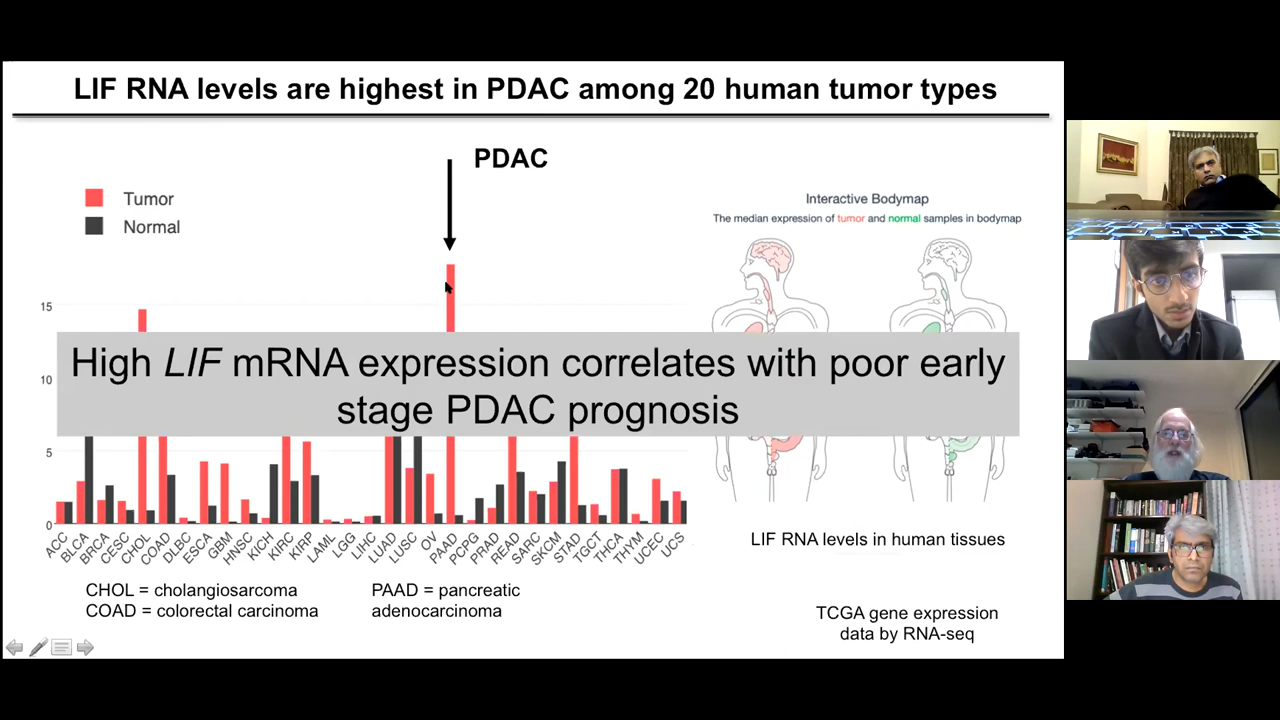 LIF RNA levels are highest in PDAC among 20 human tumor types
PDAC
Tumor
Normal
Interactive Bodymap
The median expression of tumor and normal samples in bodymap
15
10
5
0
High LIF mRNA expression correlates with poor early
stage PDAC prognosis
ACC BLCA BRCA CESC CHOL COAD DLBC ESCA GBM HNSC KICH KIRC KIRP LAML LGG LIHC LUAD LUSC OV PAAD PCPG PRAD READ SARC SKCM STAD TGCT THCA THYM UCEC UCS
LIF RNA levels in human tissues
CHOL = cholangiosarcoma
COAD = colorectal carcinoma
PAAD = pancreatic
adenocarcinoma
TCGA gene expression
data by RNA-seq